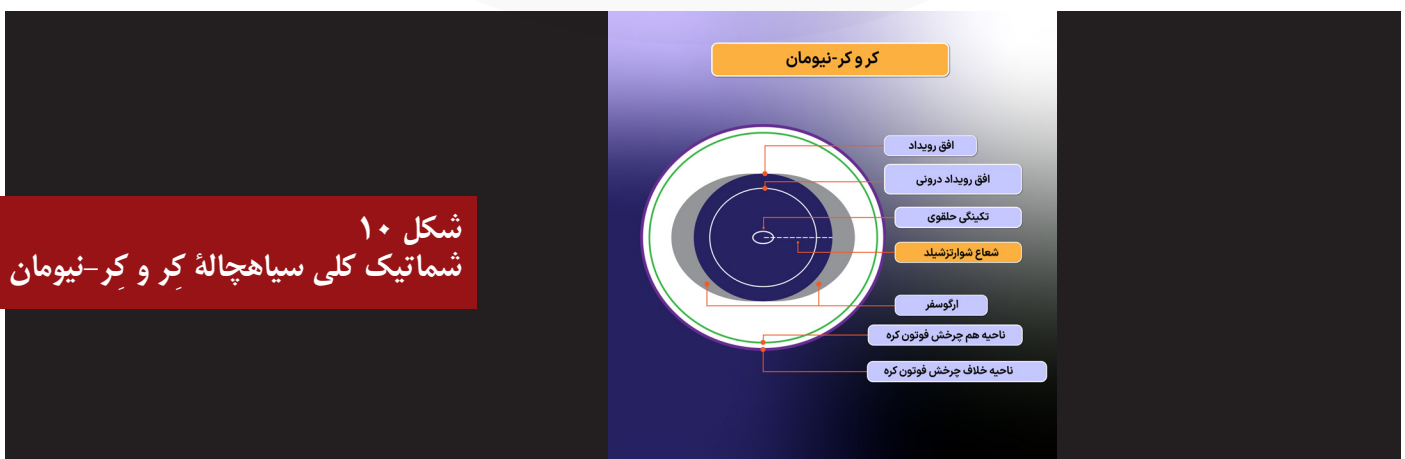 کر و کر-نیومان
افق رویداد
افق رویداد درونی
تکینگی حلقوی
شعاع شوارتزشیلد
ارگوسفر
ناحیه هم چرخش فوتون کره
ناحیه خلاف چرخش فوتون کره
شکل ۱۰
شماتیک کلی سیاهچالهٔ کِر و کِر-نیومان